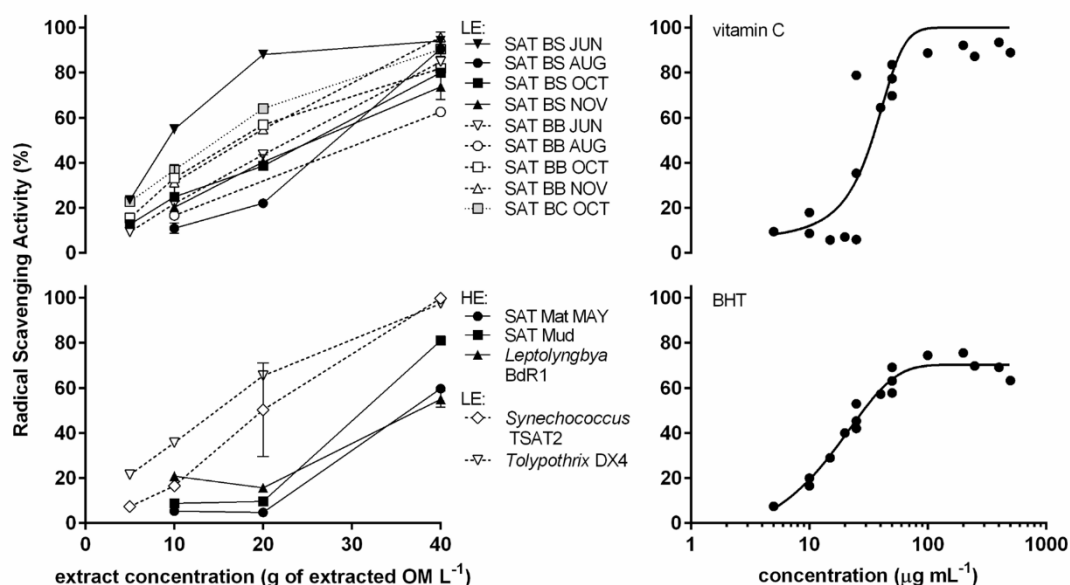 Radical Scavenging Activity (%)
100
80
60
40
20
0
LE:
SAT BS JUN
SAT BS AUG
SAT BS OCT
SAT BS NOV
SAT BB JUN
SAT BB AUG
SAT BB OCT
SAT BB NOV
SAT BC OCT
100
80
60
40
20
0
vitamin C
100
80
60
40
20
0
0
10
20
30
40
HE:
SAT Mat MAY
SAT Mud
Leptolyngbya
BdR1
LE:
Synechococcus
TSAT2
Tolypothrix DX4
extract concentration (g of extracted OM L⁻¹)
100
80
60
40
20
0
BHT
1
10
100
1000
concentration (µg mL⁻¹)